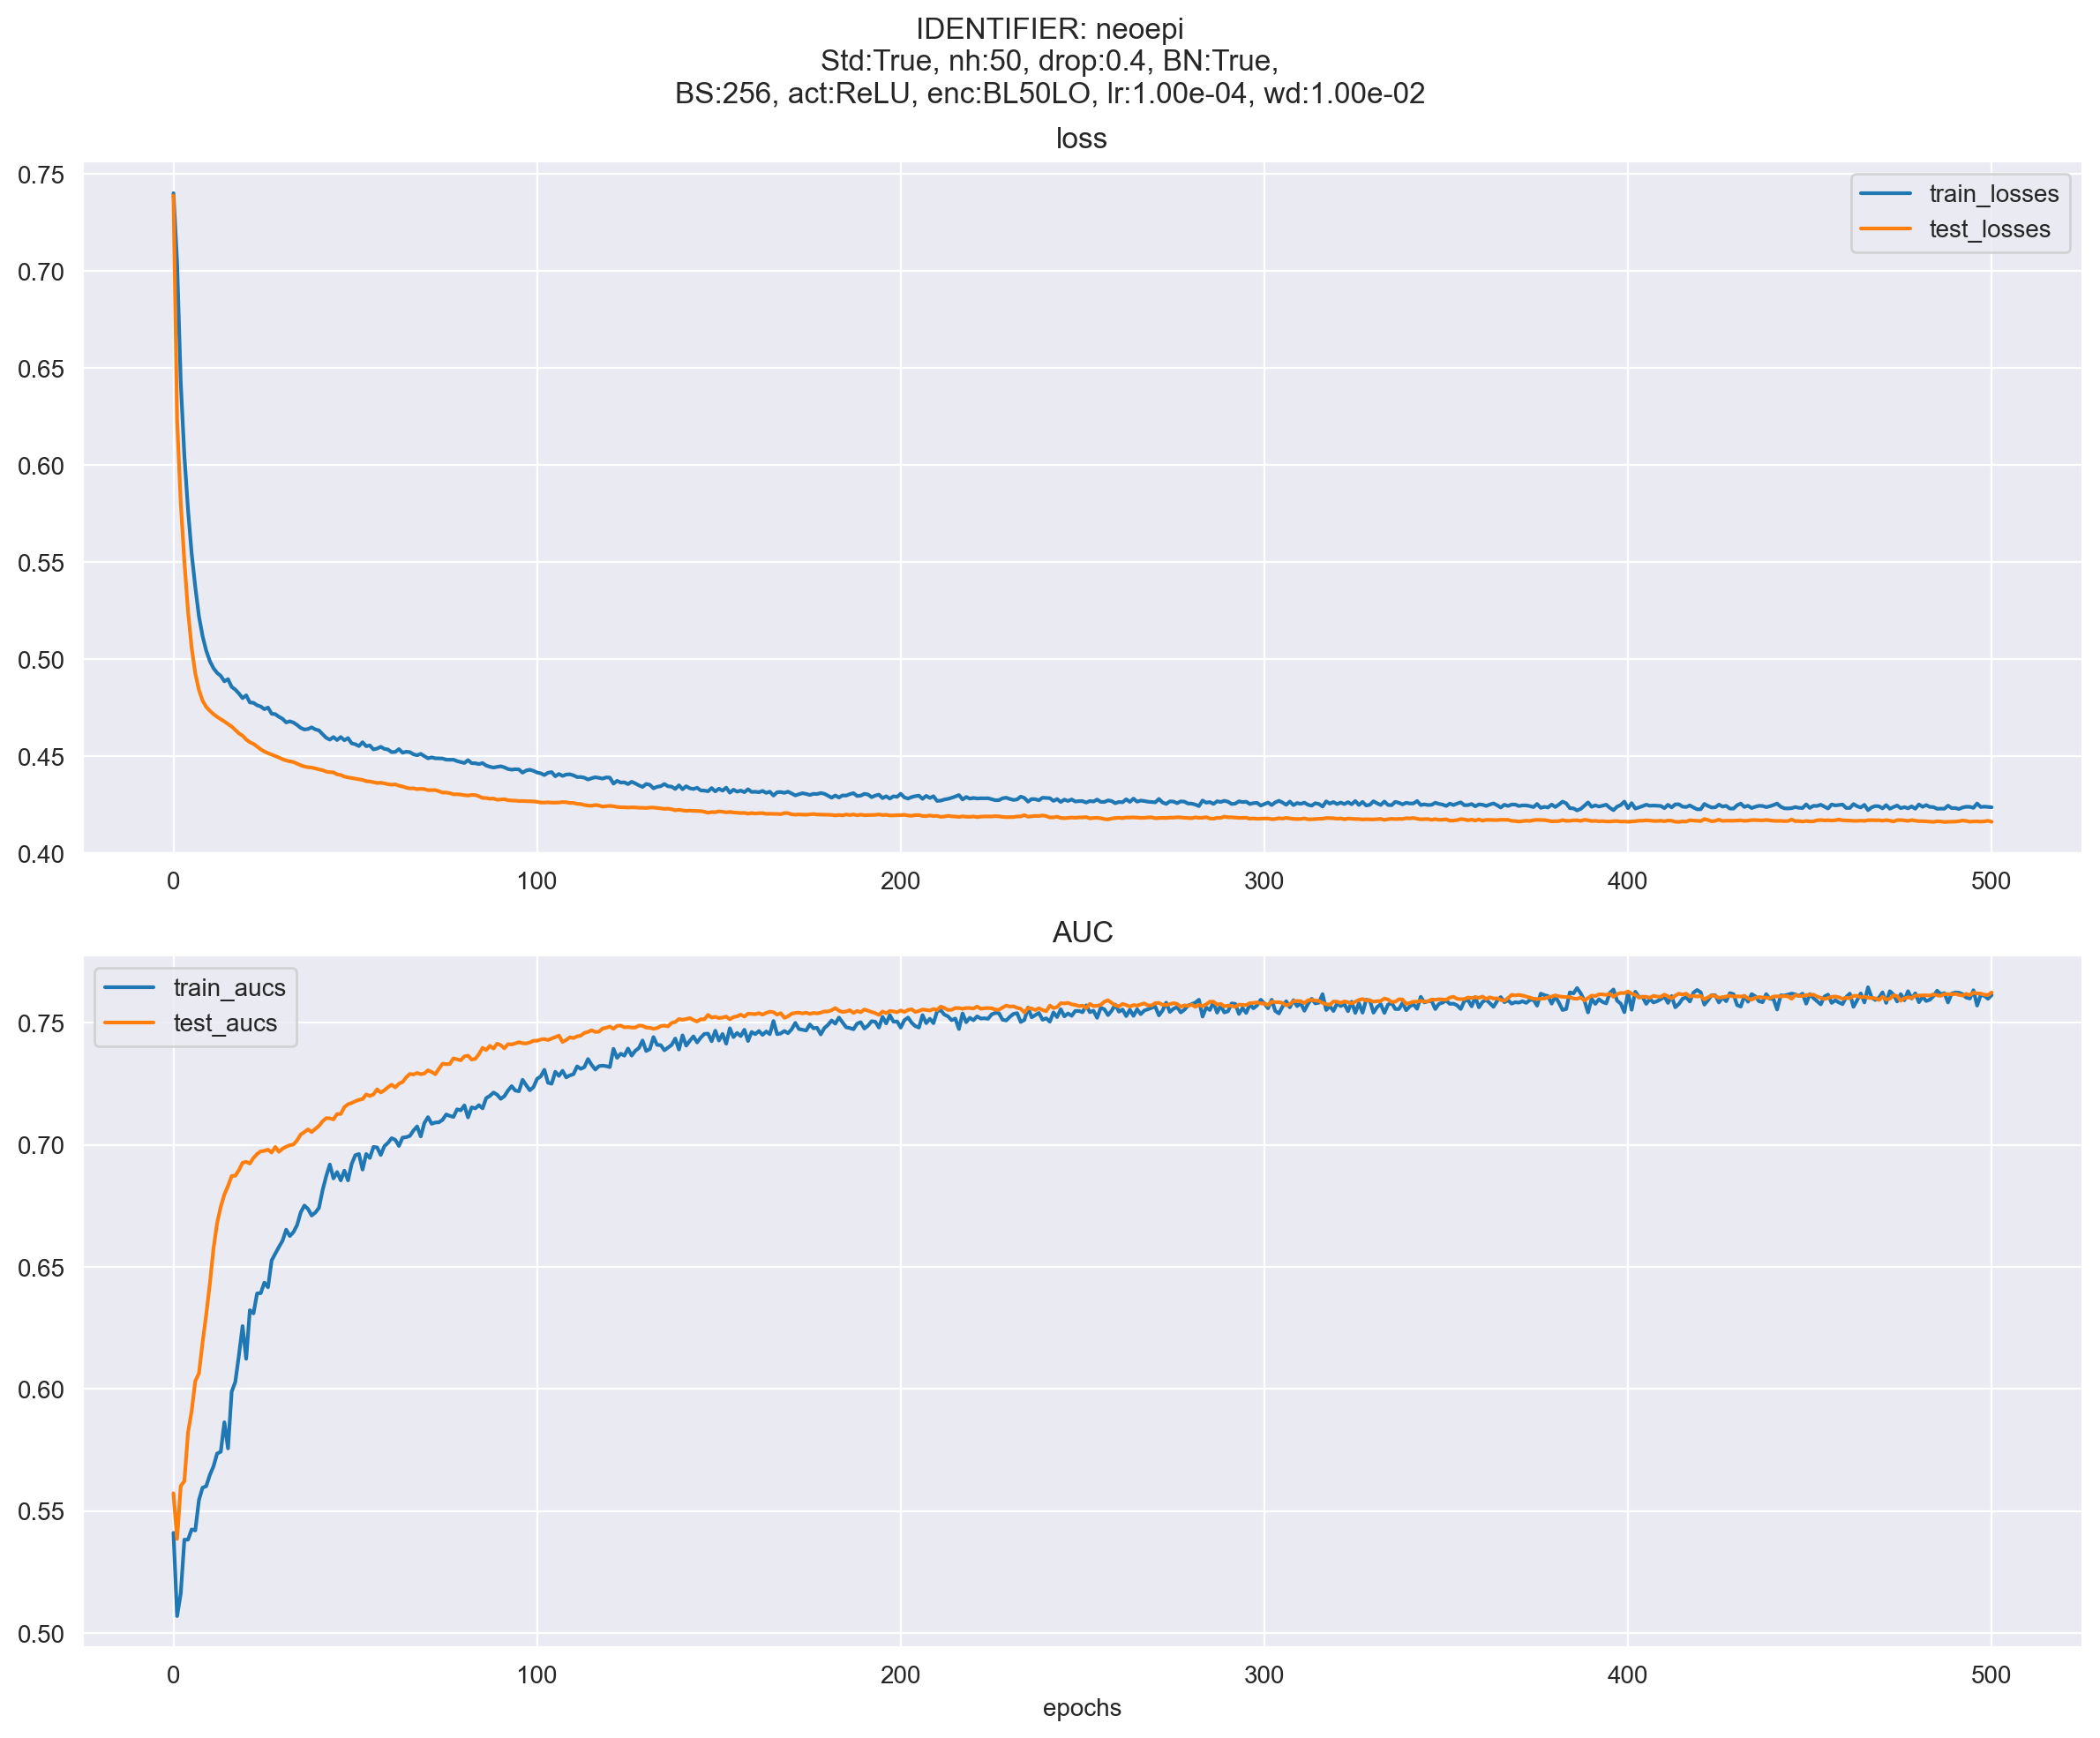 IDENTIFIER: neoepi
Std:True, nh:50, drop:0.4, BN:True,
BS:256, act:ReLU, enc:BL50LO, lr:1.00e-04, wd:1.00e-02
loss
0.75
0.70
0.65
0.60
0.55
0.50
0.45
0.40
train_losses
test_losses
0 100 200 300 400 500
AUC
train_aucs
test_aucs
0.75
0.70
0.65
0.60
0.55
0.50
0 100 200 300 400 500
epochs